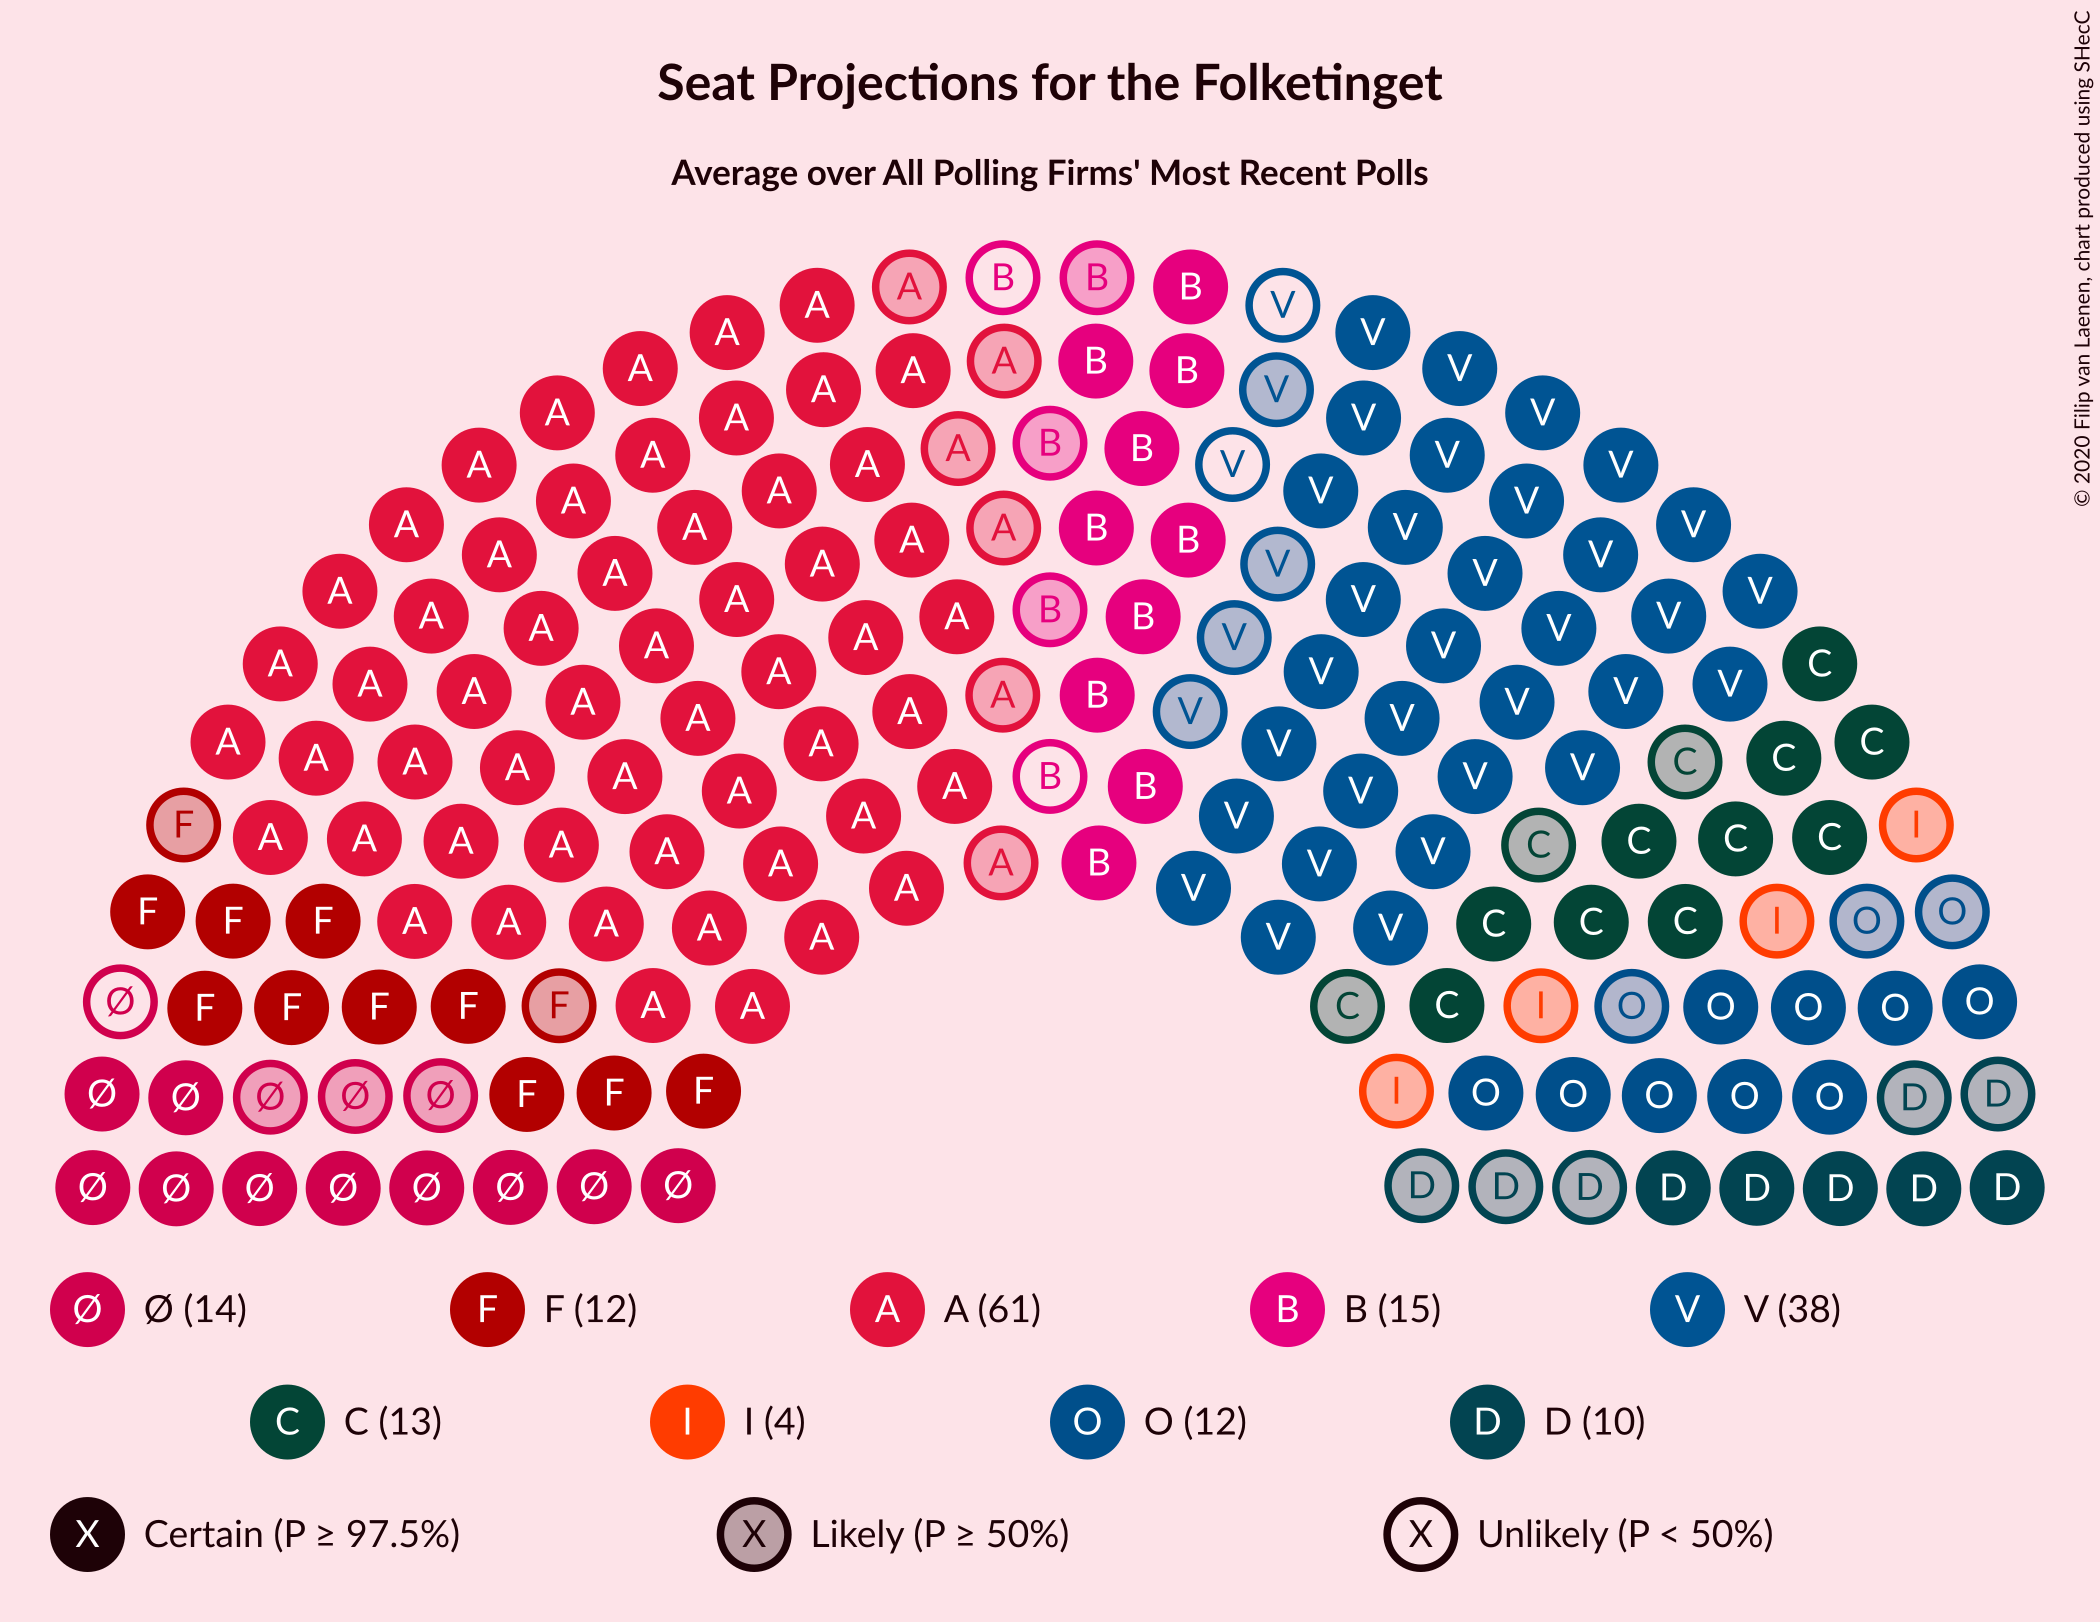 Seat Projections for the Folketinget
Average over All Polling Firms' Most Recent Polls
© 2020 Filip van Laenen, chart produced using SHecC
B B
A B
A V
A A B B V
A V
A A V
A V
A B B V
A A V V
A A V
A V V
A A A B B V V
A V V
A A V V
A A V V
A A B B V V
A A V V
A A V V
A A V V
A A A B V V C
A A V V
A A B V V
A A V V
A A A V V C C
A A A V V C C
A A A B B V V
F A A A A V C C C C I
A A A B V V
F F F A A A A A V V V C C C I O O
A A V V
Ø F F F F F A A C C I O O O O O
Ø Ø Ø Ø Ø F F F I O O O O O D D
Ø Ø Ø Ø Ø Ø Ø Ø D D D D D D D D
Ø Ø (14) F F (12) A A (61) B B (15) V V (38)
C C (13) I I (4) O O (12) D D (10)
X Certain (P ≥ 97.5%) X Likely (P ≥ 50%) X Unlikely (P < 50%)